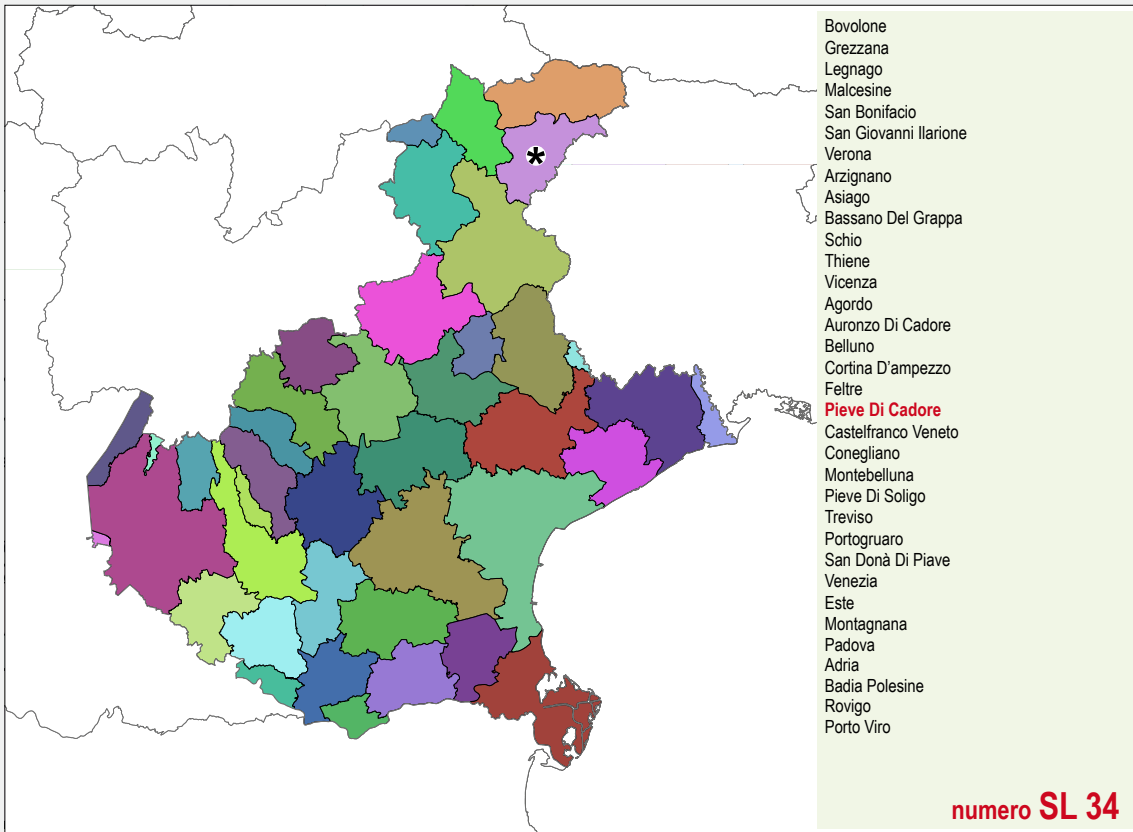 Bovolone
Grezzana
Legnago
Malcesine
San Bonifacio
San Giovanni Ilarione
Verona
Arzignano
Asiago
Bassano Del Grappa
Schio
Thiene
Vicenza
Agordo
Auronzo Di Cadore
Belluno
Cortina D'ampezzo
Feltre
Pieve Di Cadore
Castelfranco Veneto
Conegliano
Montebelluna
Pieve Di Soligo
Treviso
Portogruaro
San Donà Di Piave
Venezia
Este
Montagnana
Padova
Adria
Badia Polesine
Rovigo
Porto Viro
numero SL 34